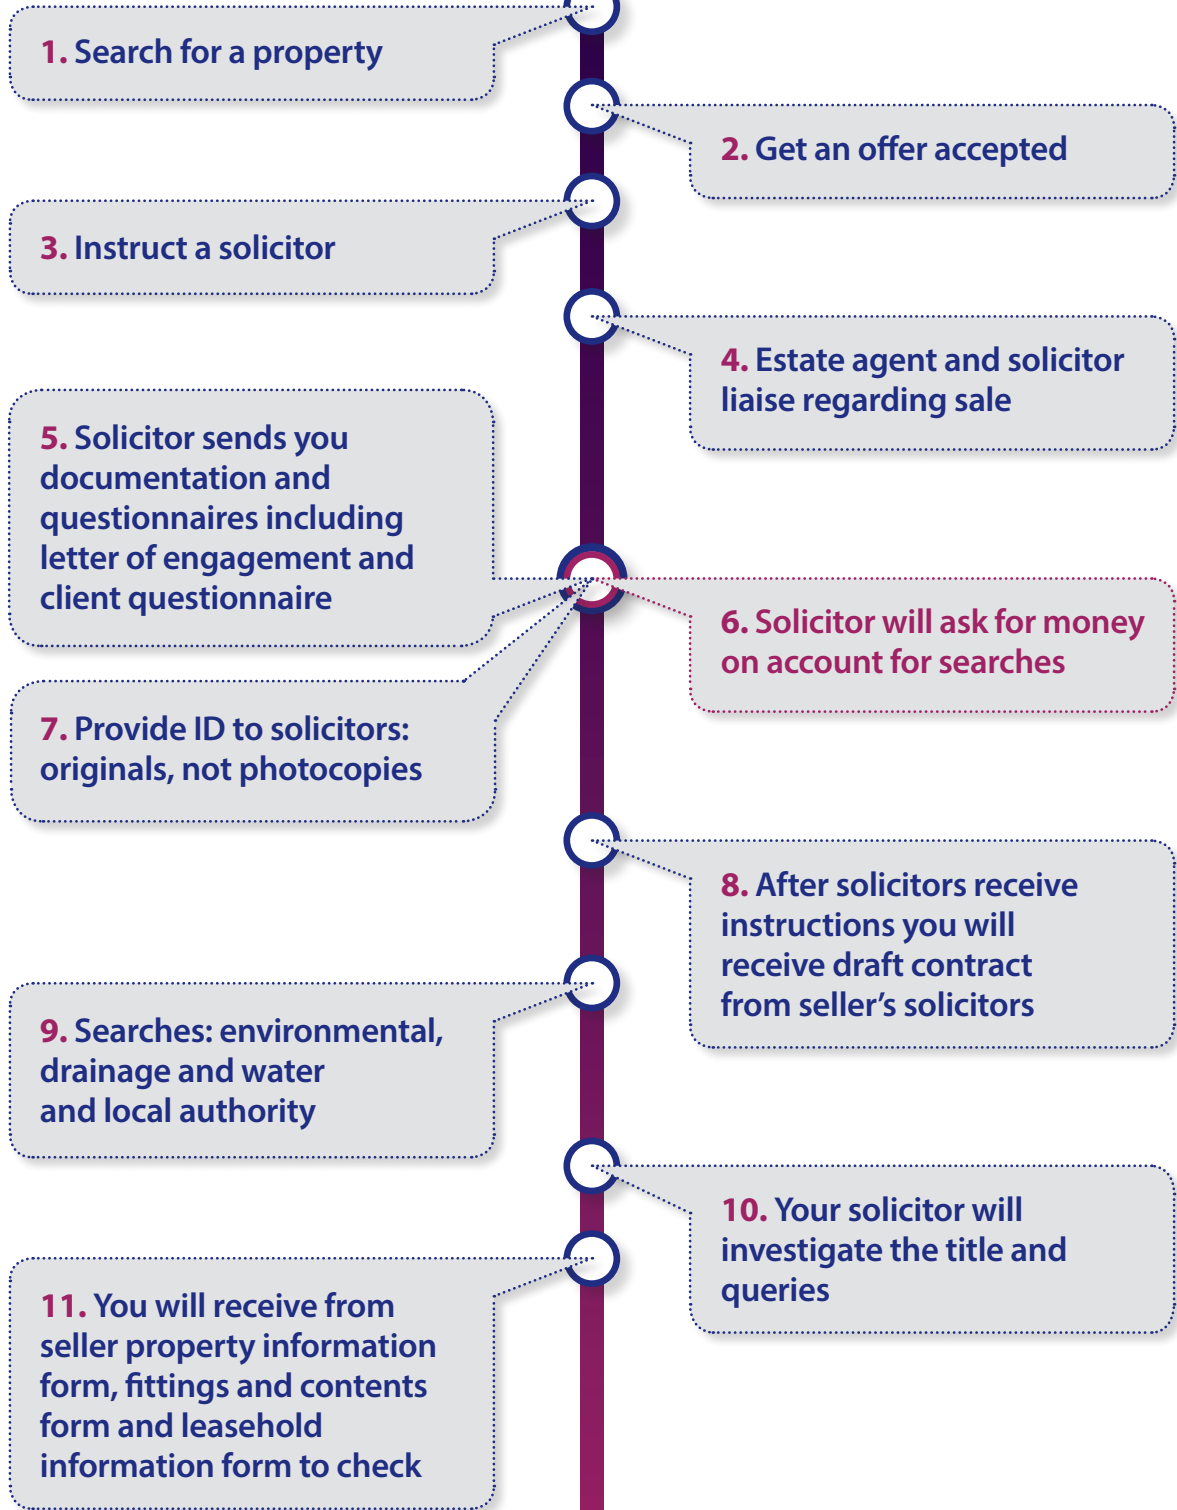 1. Search for a property
2. Get an offer accepted
3. Instruct a solicitor
4. Estate agent and solicitor
liaise regarding sale
5. Solicitor sends you
documentation and
questionnaires including
letter of engagement and
client questionnaire
6. Solicitor will ask for money
on account for searches
7. Provide ID to solicitors:
originals, not photocopies
8. After solicitors receive
instructions you will
receive draft contract
from seller’s solicitors
9. Searches: environmental,
drainage and water
and local authority
10. Your solicitor will
investigate the title and
queries
11. You will receive from
seller property information
form, fittings and contents
form and leasehold
information form to check